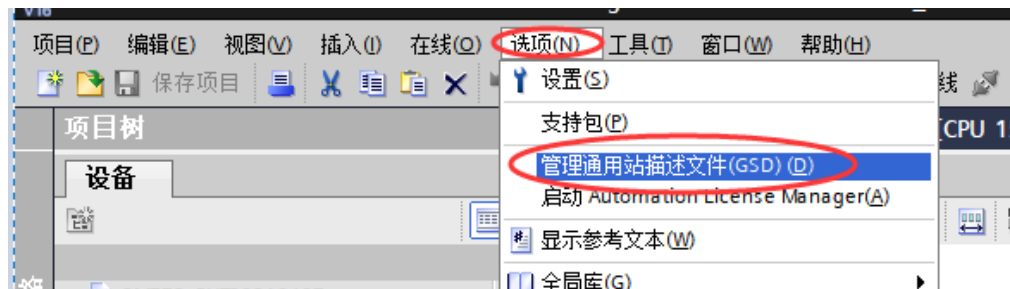 V16
项目(P) 编辑(E) 视图(V) 插入(I) 在线(O) 选项(N) 工具(T) 窗口(W) 帮助(H)
保存项目
设置(S)
线
项目树
支持包(P)
[CPU 1
管理通用站描述文件(GSD) (D)
设备
启动 Automation License Manager(A)
显示参考文本(W)
全局库(G)